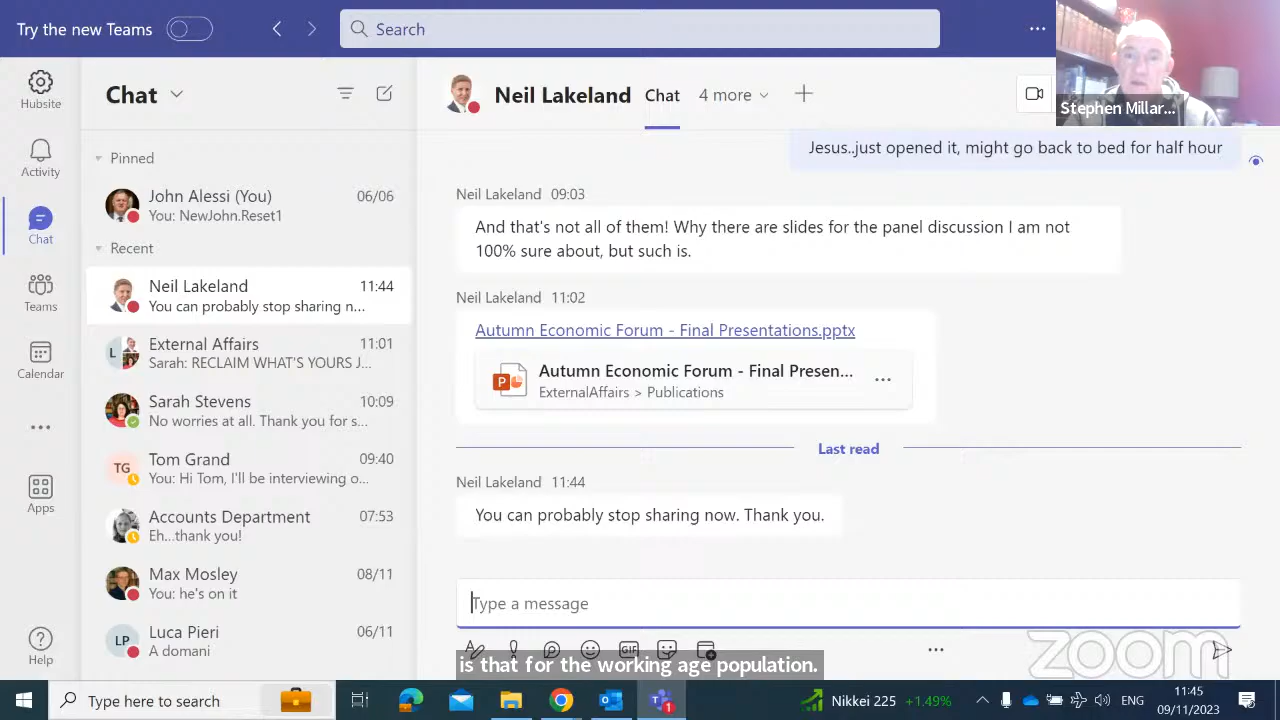 Try the new Teams
Search
Stephen Millar...
Hubsite
Activity
Chat
Teams
Calendar
Apps
Help
Chat
Pinned
John Alessi (You) 06/06
You: NewJohn.Reset1
Recent
Neil Lakeland 11:44
You can probably stop sharing n...
External Affairs 11:01
L
Sarah: RECLAIM WHAT'S YOURS J...
Sarah Stevens 10:09
No worries at all. Thank you for s...
TG
Tom Grand 09:40
You: Hi Tom, I'll be interviewing o...
Accounts Department 07:53
Eh...thank you!
Max Mosley 08/11
You: he's on it
LP
Luca Pieri 06/11
A domani
Neil Lakeland Chat 4 more
Jesus..just opened it, might go back to bed for half hour
Neil Lakeland 09:03
And that's not all of them! Why there are slides for the panel discussion I am not
100% sure about, but such is.
Neil Lakeland 11:02
Autumn Economic Forum - Final Presentations.pptx
P
Autumn Economic Forum - Final Presen...
ExternalAffairs > Publications
Last read
Neil Lakeland 11:44
You can probably stop sharing now. Thank you.
Type a message
GIF
is that for the working age population.
zoom
Type here to search
1
Nikkei 225 +1.49%
ENG
11:45
09/11/2023